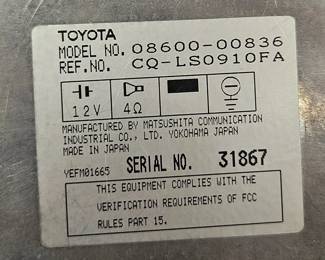 TOYOTA
MODEL NO. 08600-00836
REF.NO. CQ-LS0910FA
12V 4Ω
MANUFACTURED BY MATSUSHITA COMMUNICATION
INDUSTRIAL CO., LTD. YOKOHAMA JAPAN
MADE IN JAPAN
YEFM01665 SERIAL NO. 31867
THIS EQUIPMENT COMPLIES WITH THE
VERIFICATION REQUIREMENTS OF FCC
RULES PART 15.